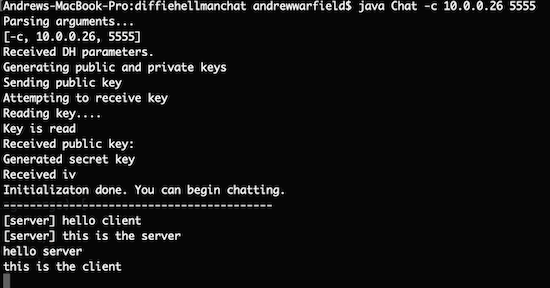 Andrews-MacBook-Pro:diffiehellmanchat andrewwarfield$ java Chat -c 10.0.0.26 5555
Parsing arguments...
[-c, 10.0.0.26, 5555]
Received DH parameters.
Generating public and private keys
Sending public key
Attempting to receive key
Reading key....
Key is read
Received public key:
Generated secret key
Received iv
Initializaton done. You can begin chatting.
-----------------------------------------
[server] hello client
[server] this is the server
hello server
this is the client